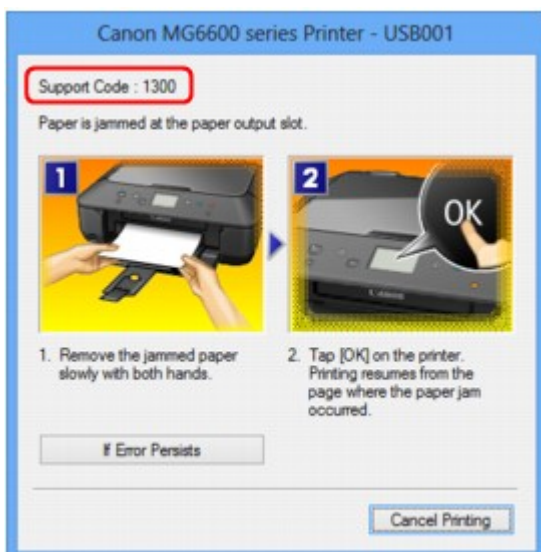 Canon MG6600 series Printer - USB001
Support Code : 1300
Paper is jammed at the paper output slot.
1
2
OK
Canon
1. Remove the jammed paper
slowly with both hands.
2. Tap [OK] on the printer.
Printing resumes from the
page where the paper jam
occurred.
If Error Persists
Cancel Printing